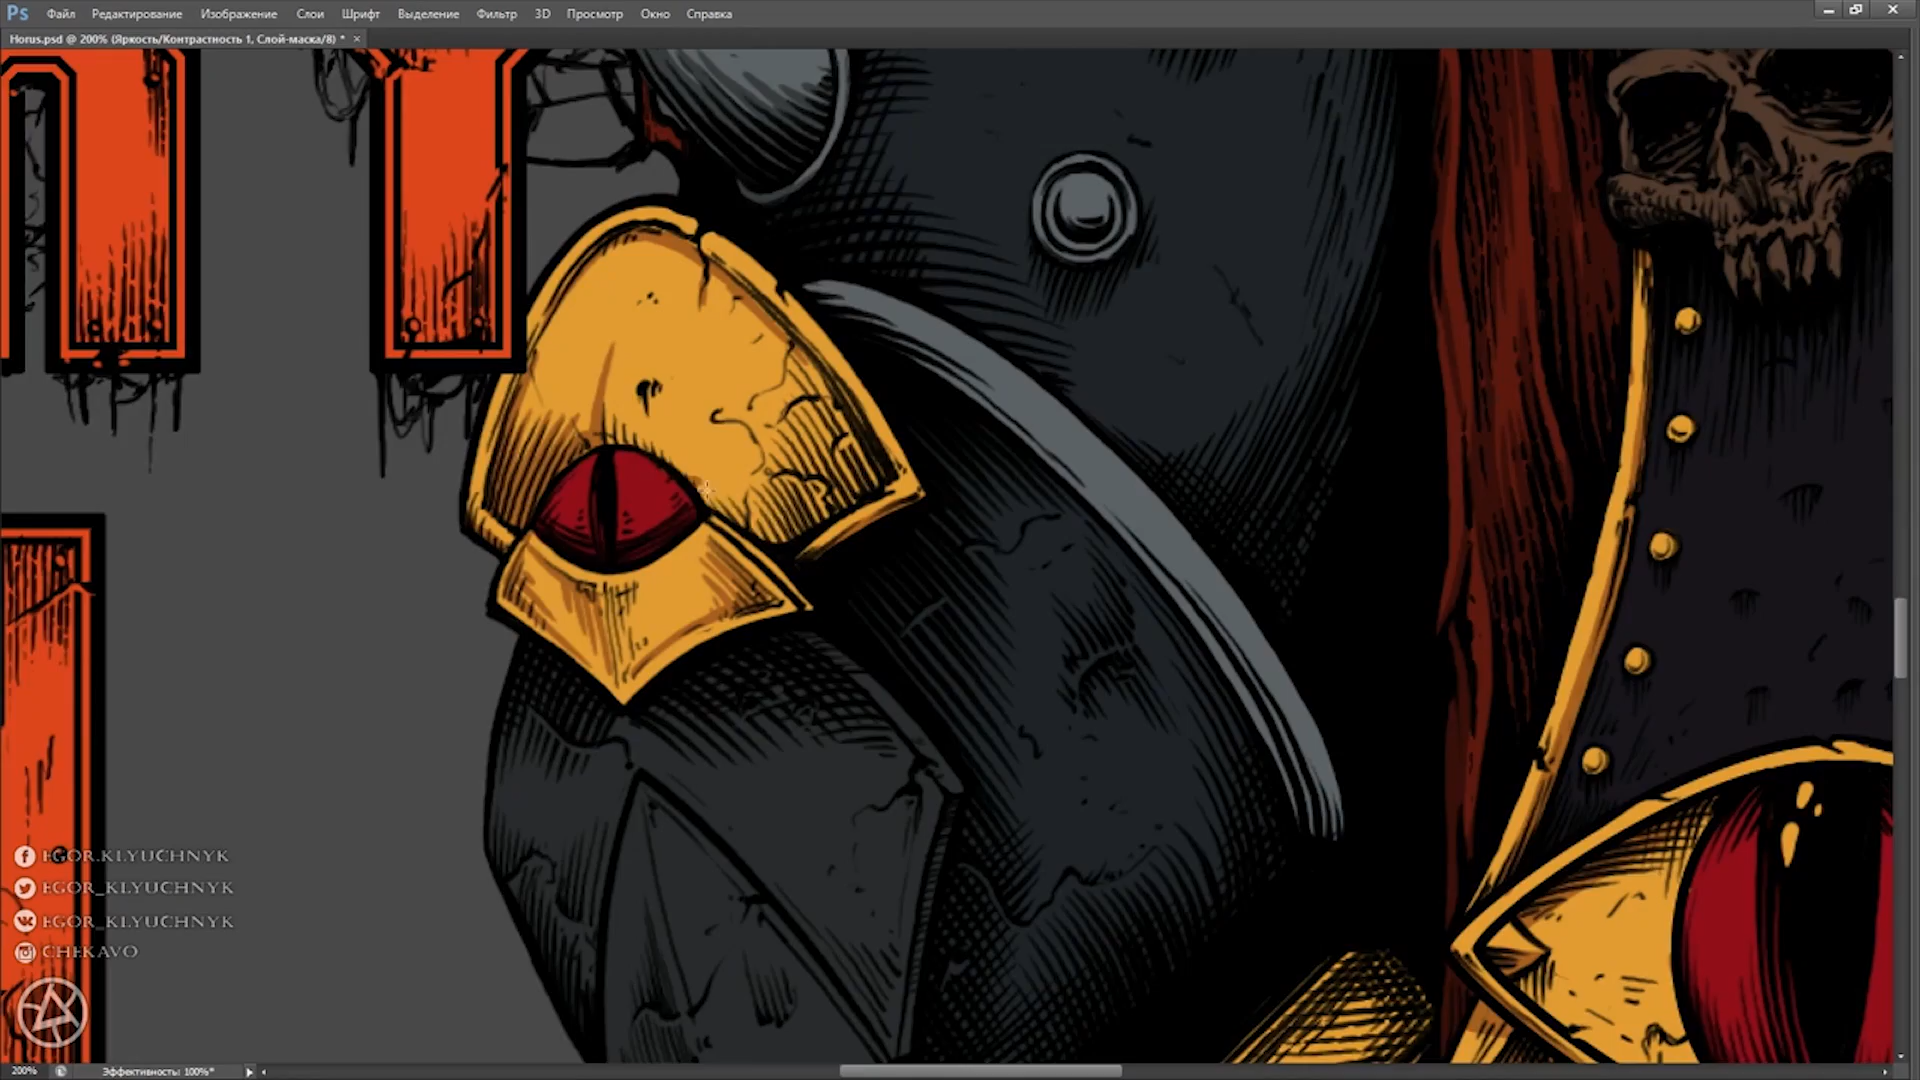 Ps Файл Редактирование Изображение Слои Шрифт Выделение Фильтр 3D Просмотр Окно Справка
Horus.psd @ 200% (Яркость/Контрастность 1, Слой-маска/8) * ×
EGOR.KLYUCHNYK
EGOR_KLYUCHNYK
EGOR_KLYUCHNYK
CHEKAVO
200% Эффективность: 100%*